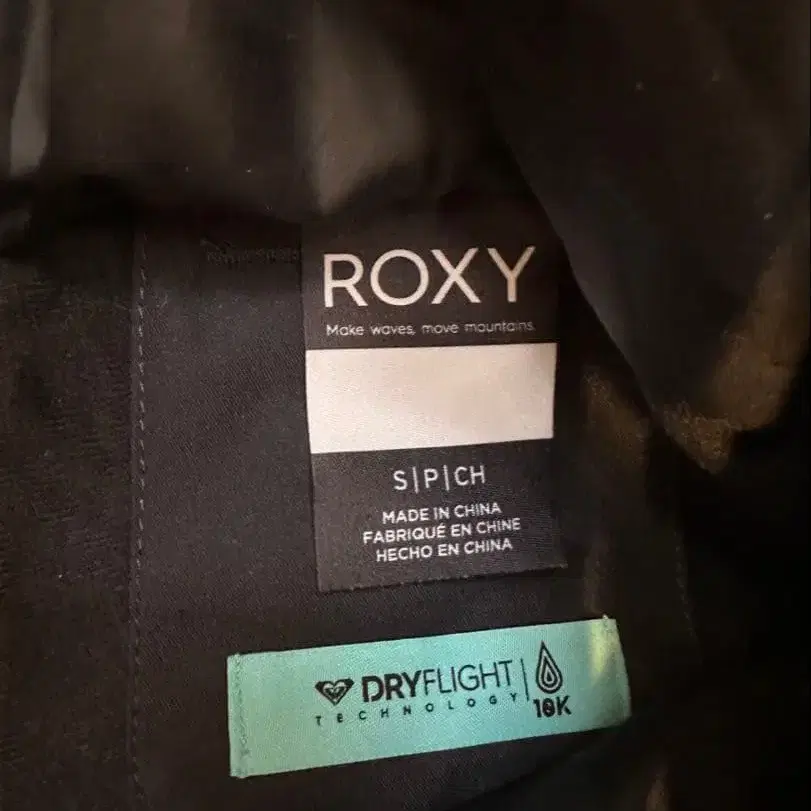 ROXY
Make waves, move mountains.
S|P|CH
MADE IN CHINA
FABRIQUÉ EN CHINE
HECHO EN CHINA
DRYFLIGHT
TECHNOLOGY
10K